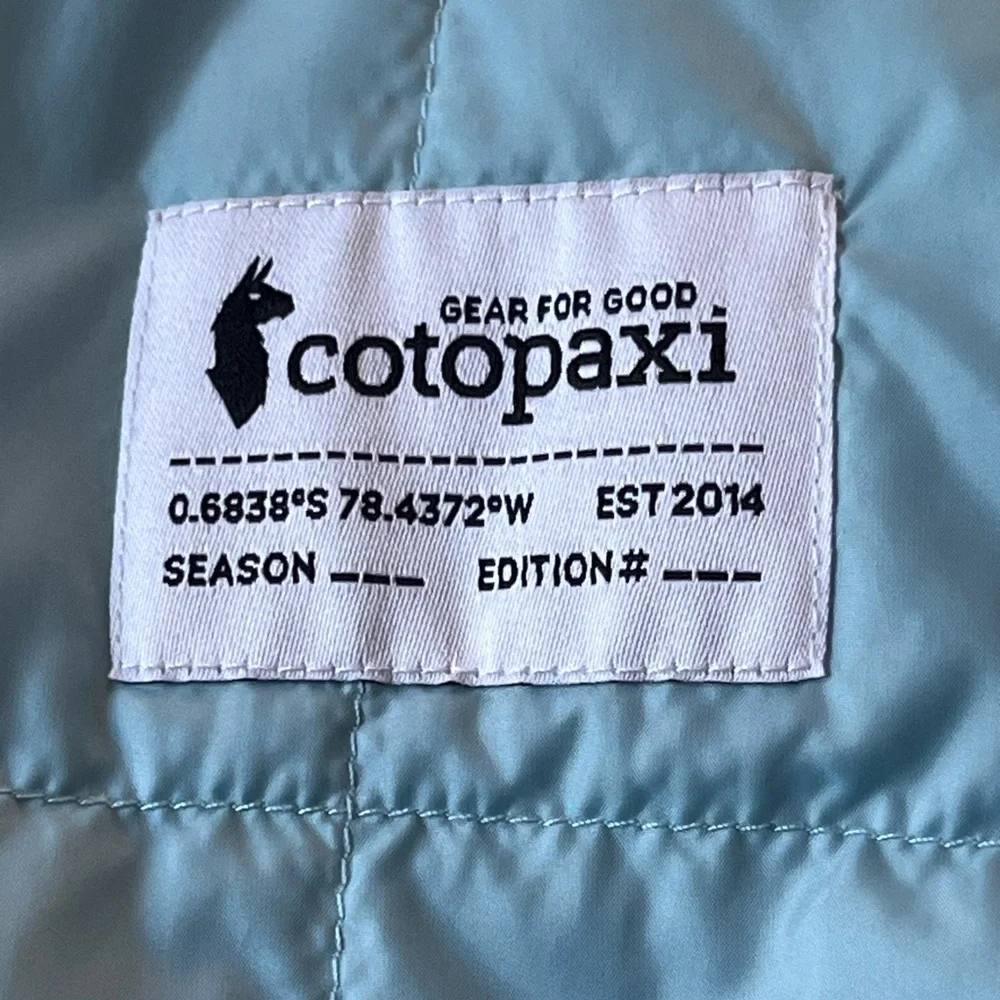 GEAR FOR GOOD
cotopaxi
0.6838°S 78.4372°W EST 2014
SEASON ___ EDITION# ___